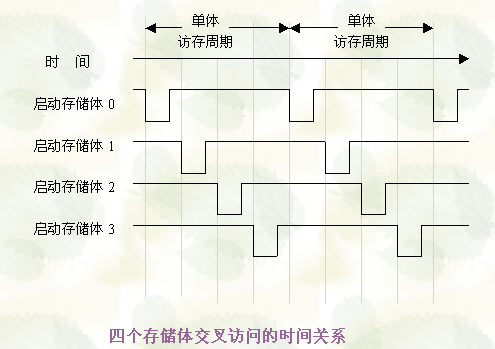 单体 单体
访存周期 访存周期
时 间
启动存储体 0
启动存储体 1
启动存储体 2
启动存储体 3
四个存储体交叉访问的时间关系